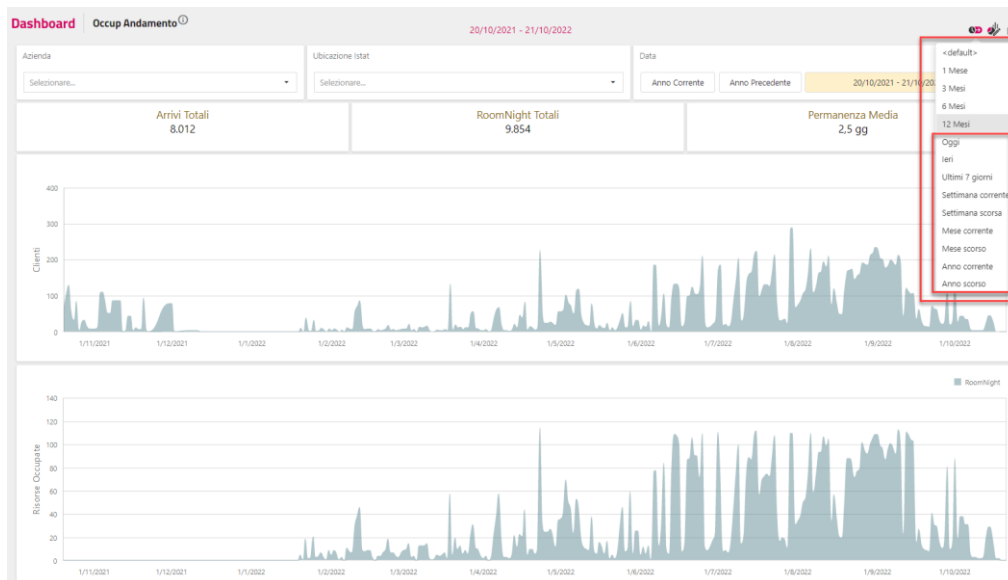 Dashboard Occup Andamento
20/10/2021 - 21/10/2022
Azienda
Selezionare...
Ubicazione Istat
Selezionare...
Data
Anno Corrente
Anno Precedente
20/10/2021 - 21/10/202
<default>
1 Mese
3 Mesi
6 Mesi
12 Mesi
Oggi
Ieri
Ultimi 7 giorni
Settimana corrente
Settimana scorsa
Mese corrente
Mese scorso
Anno corrente
Anno scorso
Arrivi Totali
8.012
RoomNight Totali
9.854
Permanenza Media
2,5 gg
Clienti
400
300
200
100
0
1/11/2021 1/12/2021 1/1/2022 1/2/2022 1/3/2022 1/4/2022 1/5/2022 1/6/2022 1/7/2022 1/8/2022 1/9/2022 1/10/2022
RoomNight
Risorse Occupate
140
120
100
80
60
40
20
0
1/11/2021 1/12/2021 1/1/2022 1/2/2022 1/3/2022 1/4/2022 1/5/2022 1/6/2022 1/7/2022 1/8/2022 1/9/2022 1/10/2022